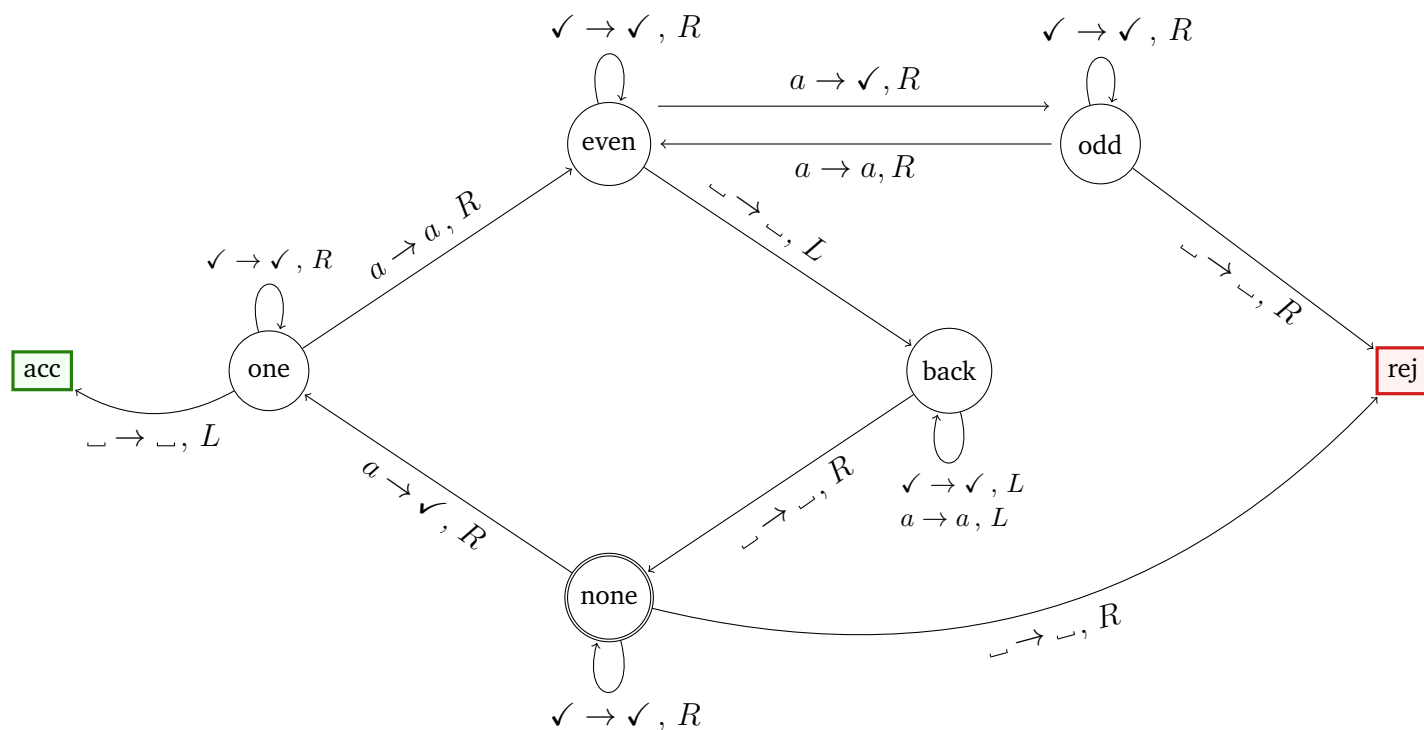 ✓ → ✓, R
✓ → ✓, R
a → ✓, R
even
odd
a → a, R
a → a, R
␣ → ␣, L
✓ → ✓, R
␣ → ␣, R
acc
one
back
rej
␣ → ␣, L
a → ✓, R
␣ → ␣, R
✓ → ✓, L
a → a, L
none
␣ → ␣, R
✓ → ✓, R